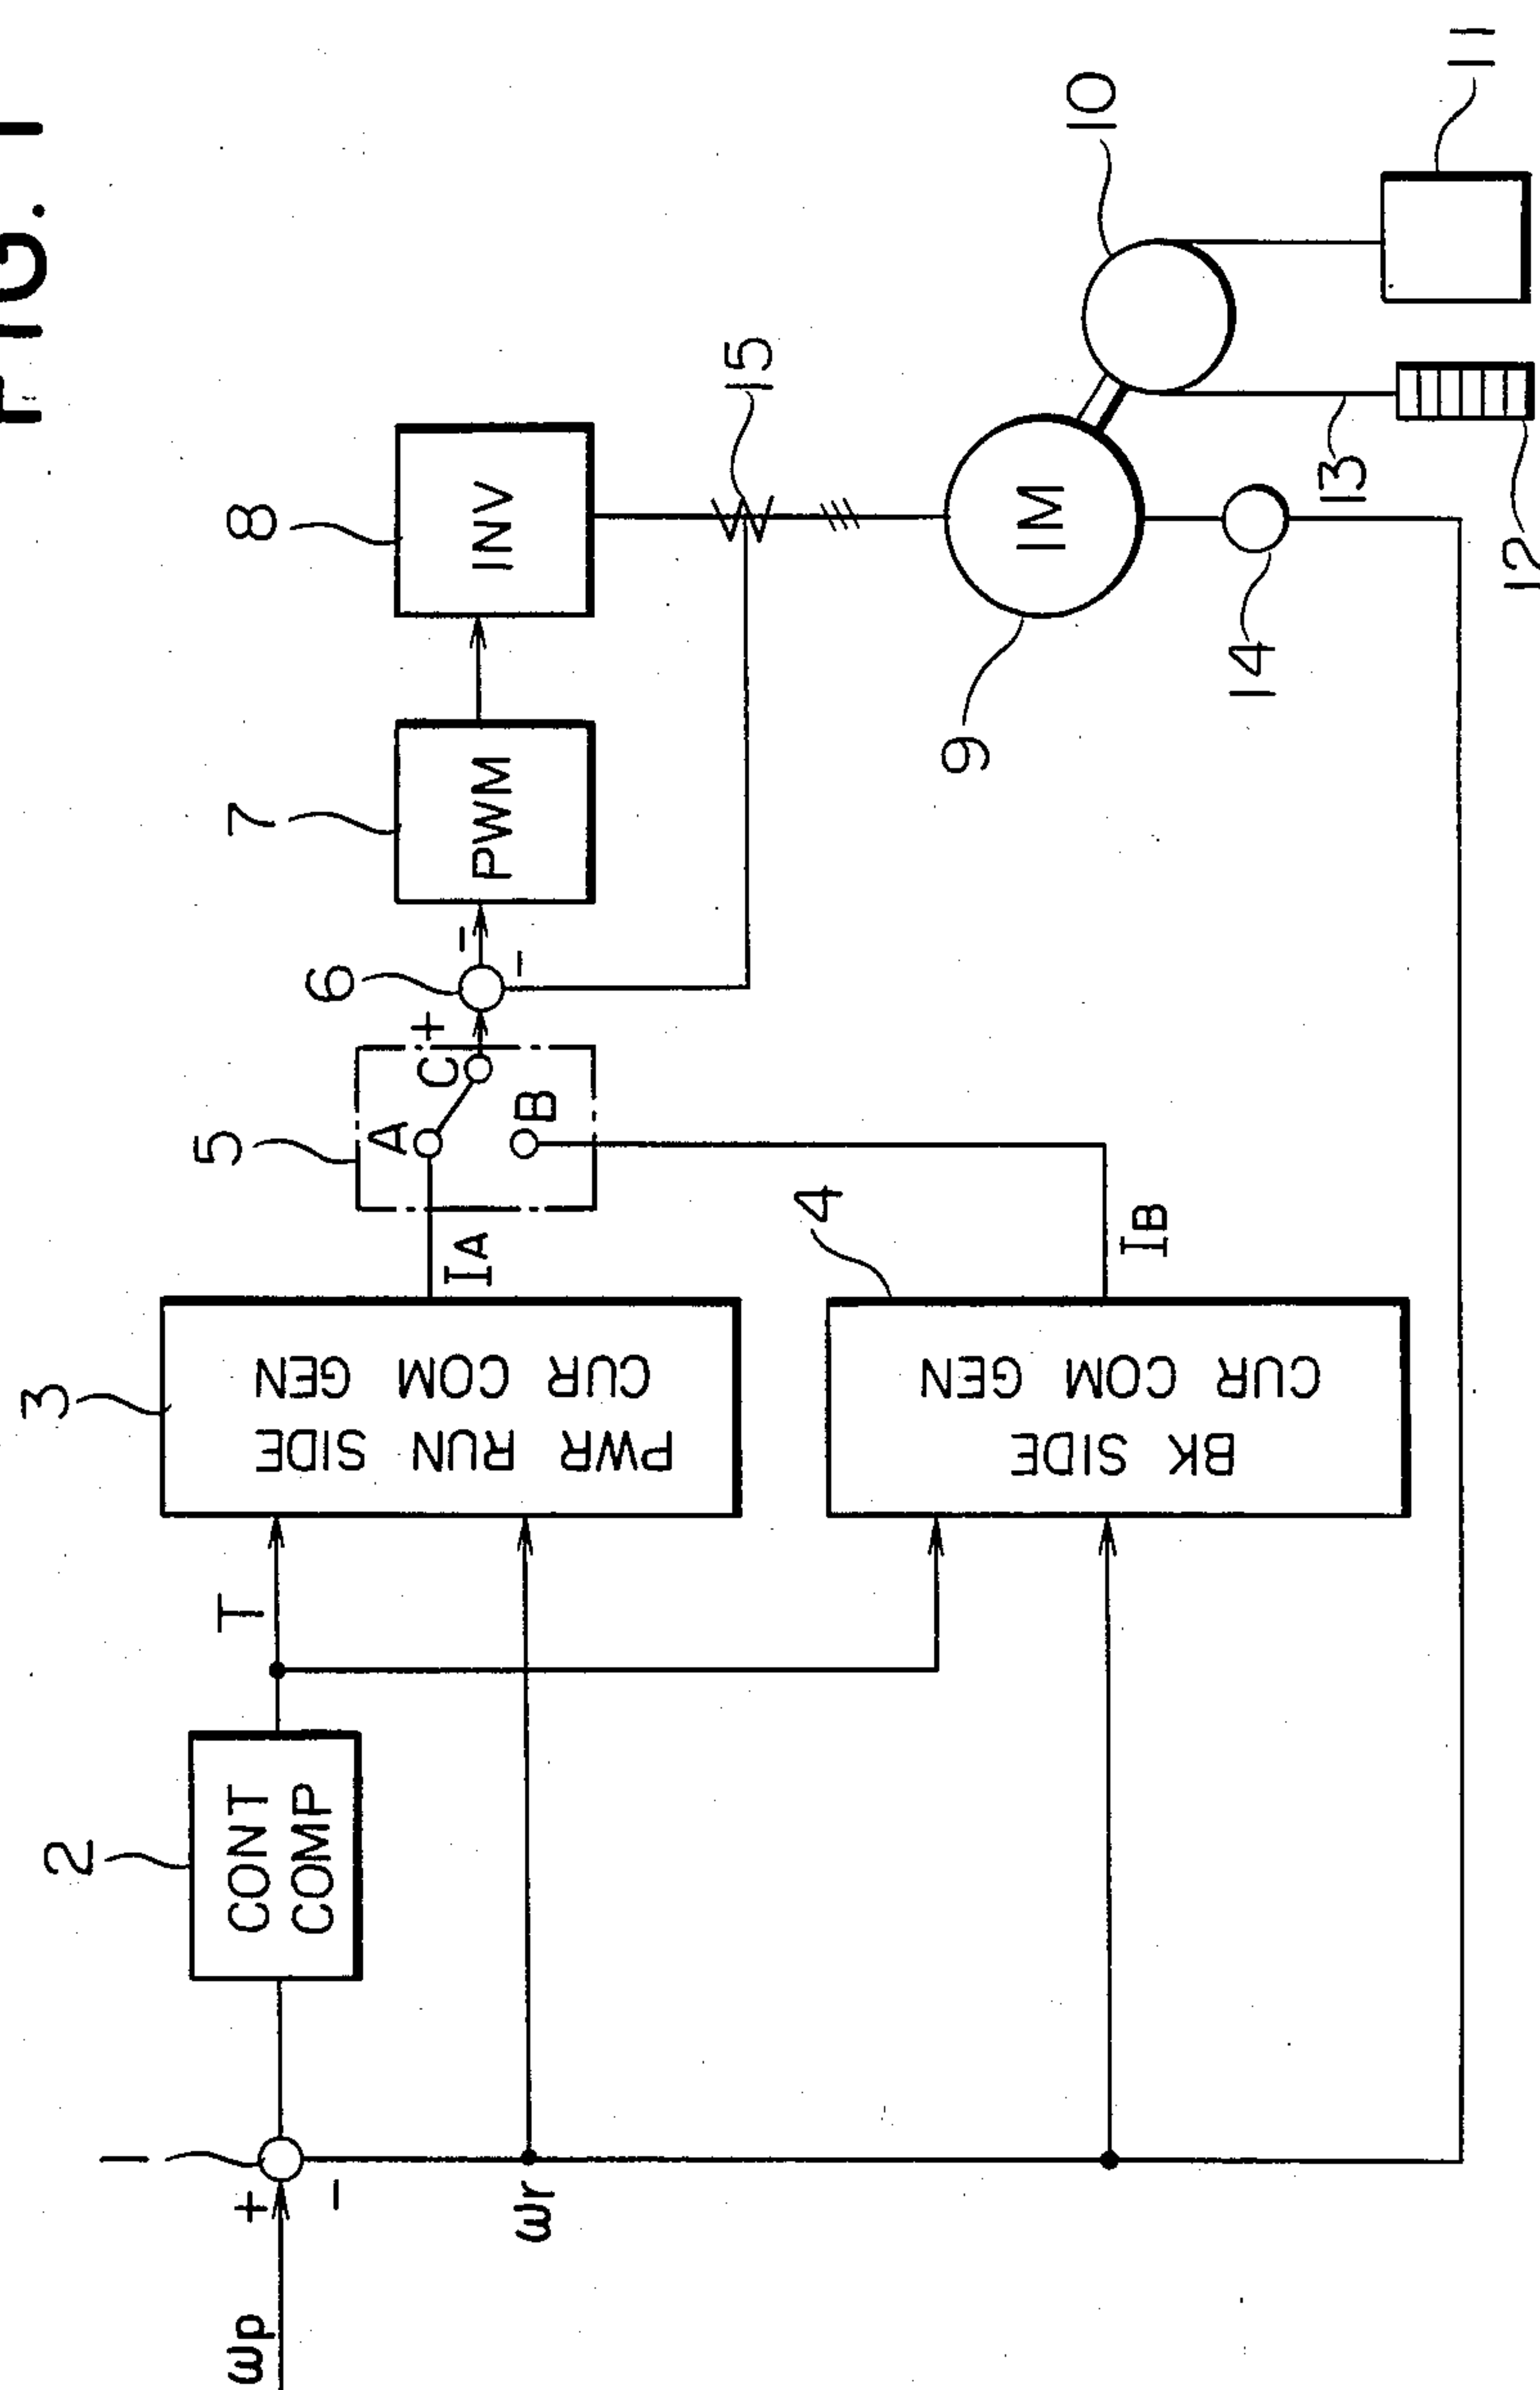 FIG. 1
ωp
+
-
1
ωr
2
CONT
COMP
T
3
PWR RUN SIDE
CUR COM GEN
4
BK SIDE
CUR COM GEN
IA
IB
5
A
B
C
+
6
-
-
7
PWM
8
INV
15
9
IM
14
10
13
12
11